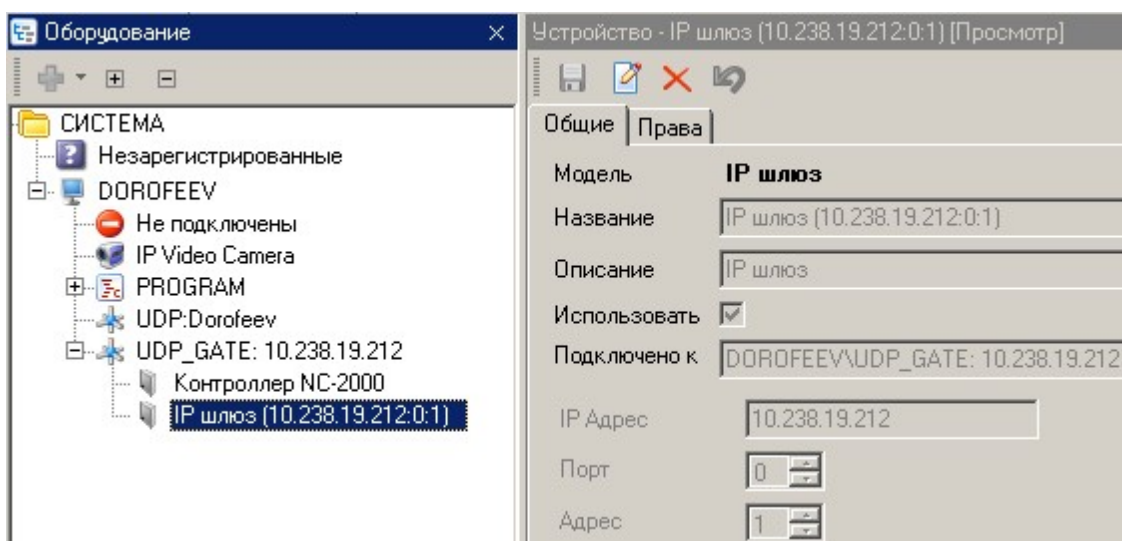 Оборудование
СИСТЕМА
Незарегистрированные
DOROFEEV
Не подключены
IP Video Camera
PROGRAM
UDP:Dorofeev
UDP_GATE: 10.238.19.212
Контроллер NC-2000
IP шлюз (10.238.19.212:0:1)
Устройство - IP шлюз (10.238.19.212:0:1) [Просмотр]
Общие Права
Модель IP шлюз
Название IP шлюз (10.238.19.212:0:1)
Описание IP шлюз
Использовать
Подключено к DOROFEEV\UDP_GATE: 10.238.19.212
IP Адрес 10.238.19.212
Порт 0
Адрес 1